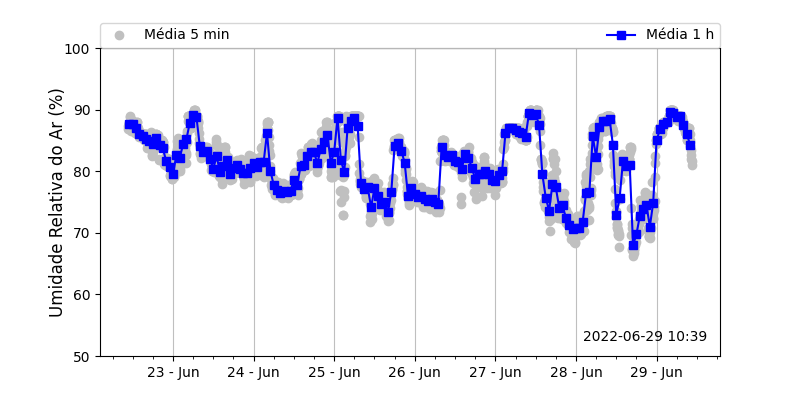 Média 5 min
Média 1 h
Umidade Relativa do Ar (%)
100
90
80
70
60
50
2022-06-29 10:39
23 - Jun
24 - Jun
25 - Jun
26 - Jun
27 - Jun
28 - Jun
29 - Jun